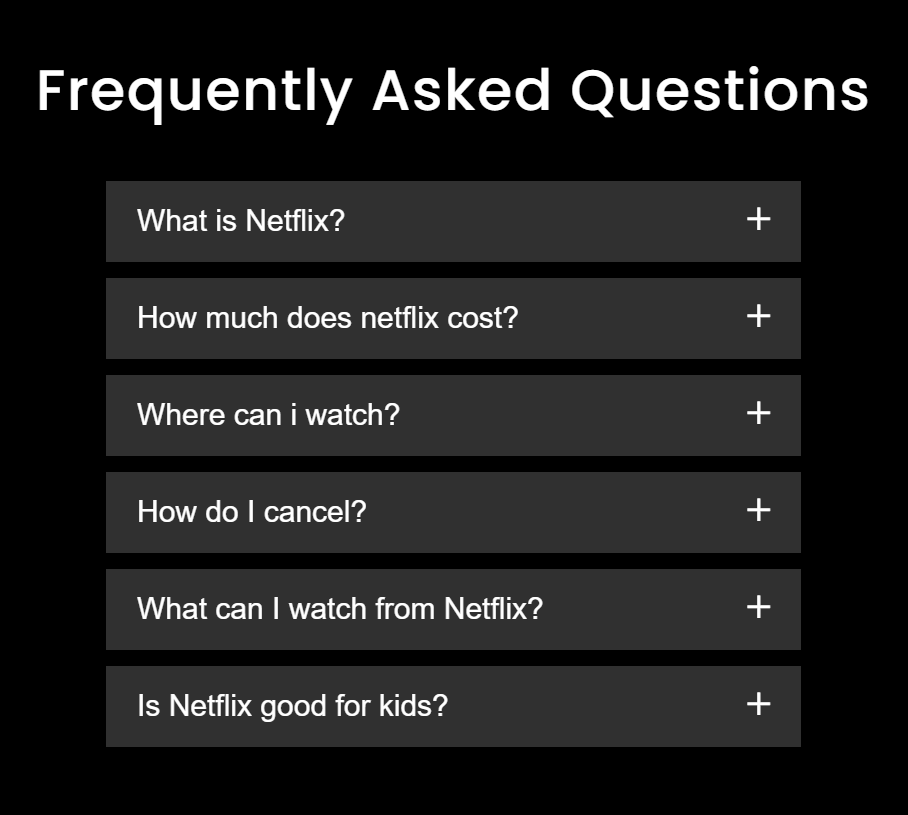 Frequently Asked Questions
What is Netflix?
How much does netflix cost?
Where can i watch?
How do I cancel?
What can I watch from Netflix?
Is Netflix good for kids?